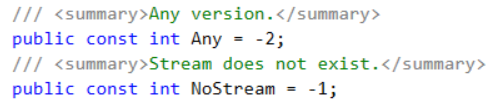 /// <summary>Any version.</summary>
public const int Any = -2;
/// <summary>Stream does not exist.</summary>
public const int NoStream = -1;